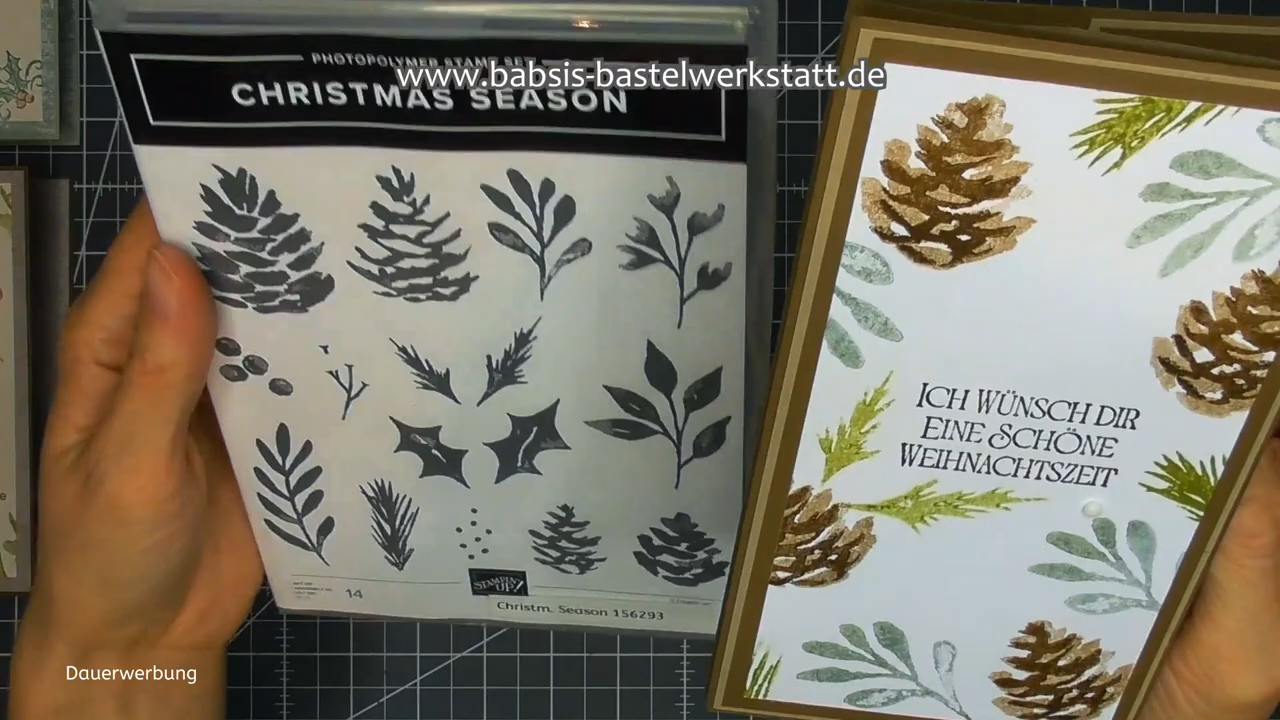 PHOTOPOLYMER STAMP SET
www.babsis-bastelwerkstatt.de
CHRISTMAS SEASON
ICH WÜNSCH DIR
EINE SCHÖNE
WEIHNACHTSZEIT
14
STAMPIN' UP!
Christm. Season 156293
Dauerwerbung